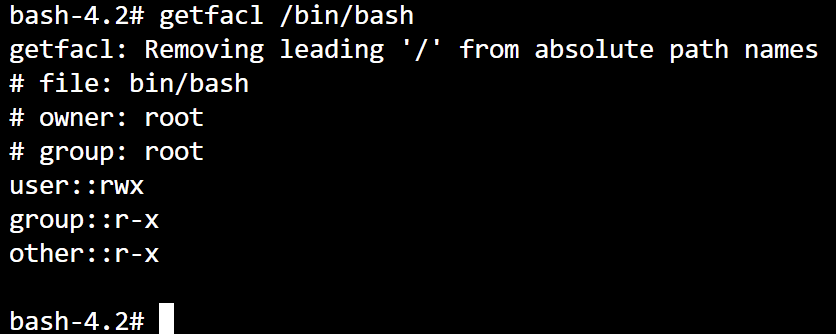 bash-4.2# getfacl /bin/bash
getfacl: Removing leading '/' from absolute path names
# file: bin/bash
# owner: root
# group: root
user::rwx
group::r-x
other::r-x
bash-4.2#